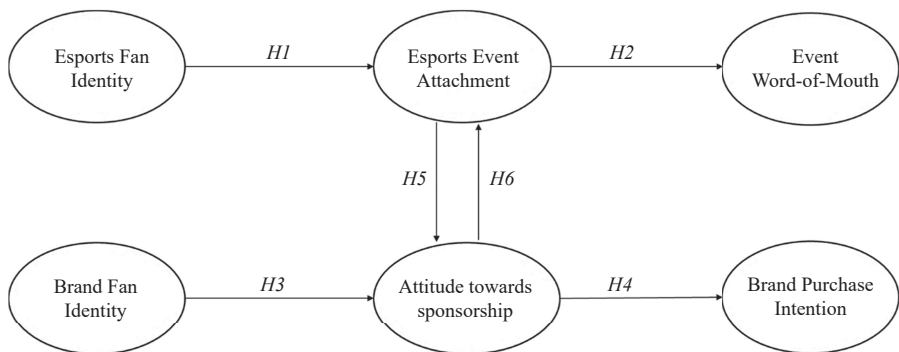 Esports Fan
Identity
H1
Esports Event
Attachment
H2
Event
Word-of-Mouth
H5
H6
Brand Fan
Identity
H3
Attitude towards
sponsorship
H4
Brand Purchase
Intention